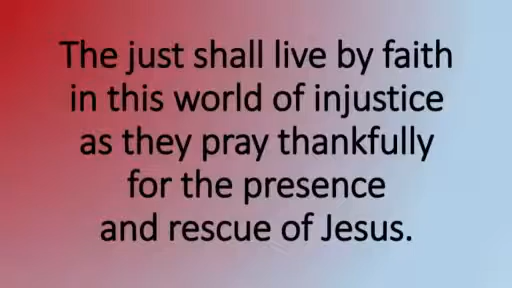 The just shall live by faith
in this world of injustice
as they pray thankfully
for the presence
and rescue of Jesus.